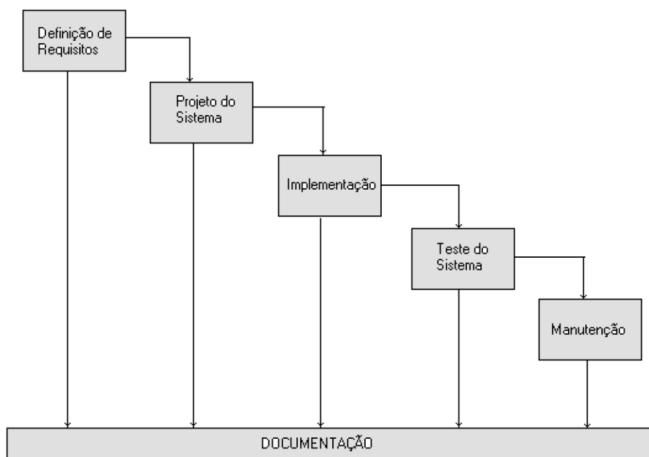 Definição de
Requisitos
Projeto do
Sistema
Implementação
Teste do
Sistema
Manutenção
DOCUMENTAÇÃO